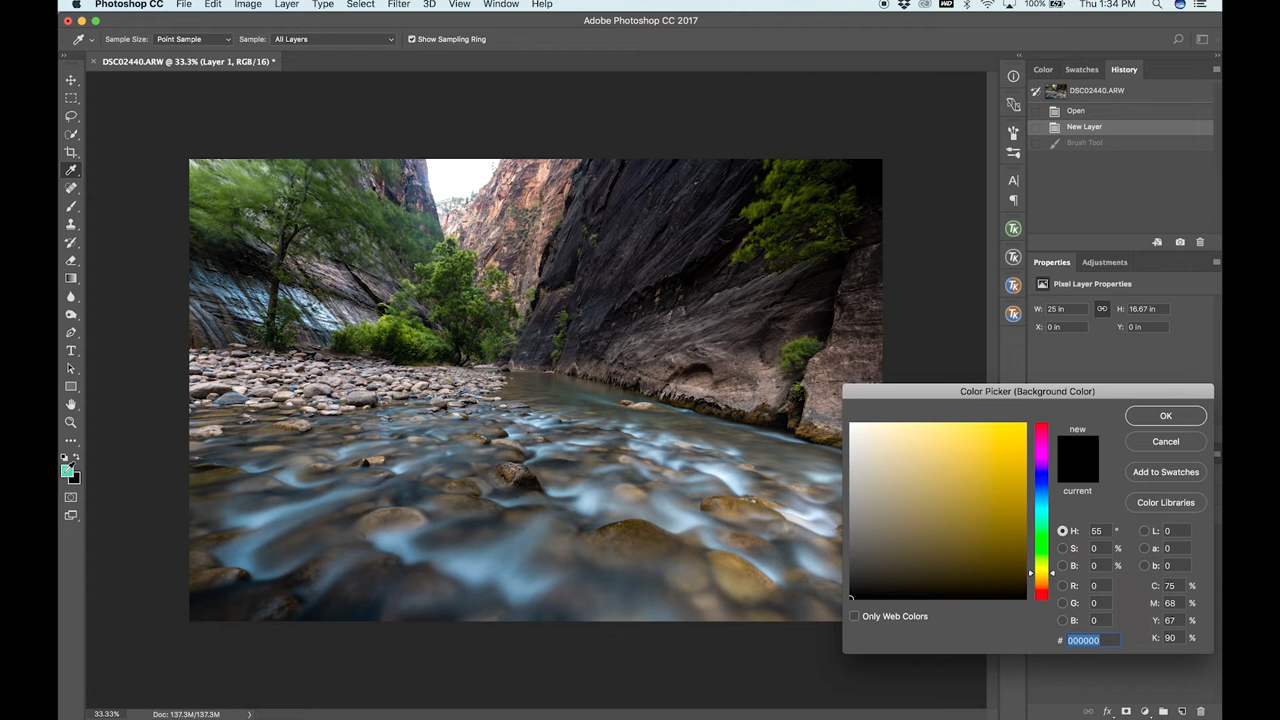 Photoshop CC File Edit Image Layer Type Select Filter 3D View Window Help 100% Thu 1:34 PM
Adobe Photoshop CC 2017
Sample Size: Point Sample Sample: All Layers Show Sampling Ring
× DSC02440.ARW @ 33.3% (Layer 1, RGB/16) *
Color Swatches History
DSC02440.ARW
Open
New Layer
Brush Tool
Properties Adjustments
Pixel Layer Properties
W: 25 in H: 16.67 in
X: 0 in Y: 0 in
TK
TK
TK
TK
Color Picker (Background Color)
new
current
OK
Cancel
Add to Swatches
Color Libraries
H: 55 ° L: 0
S: 0 % a: 0
B: 0 % b: 0
R: 0 C: 75 %
G: 0 M: 68 %
B: 0 Y: 67 %
# 000000 K: 90 %
Only Web Colors
33.33% Doc: 137.3M/137.3M
fx